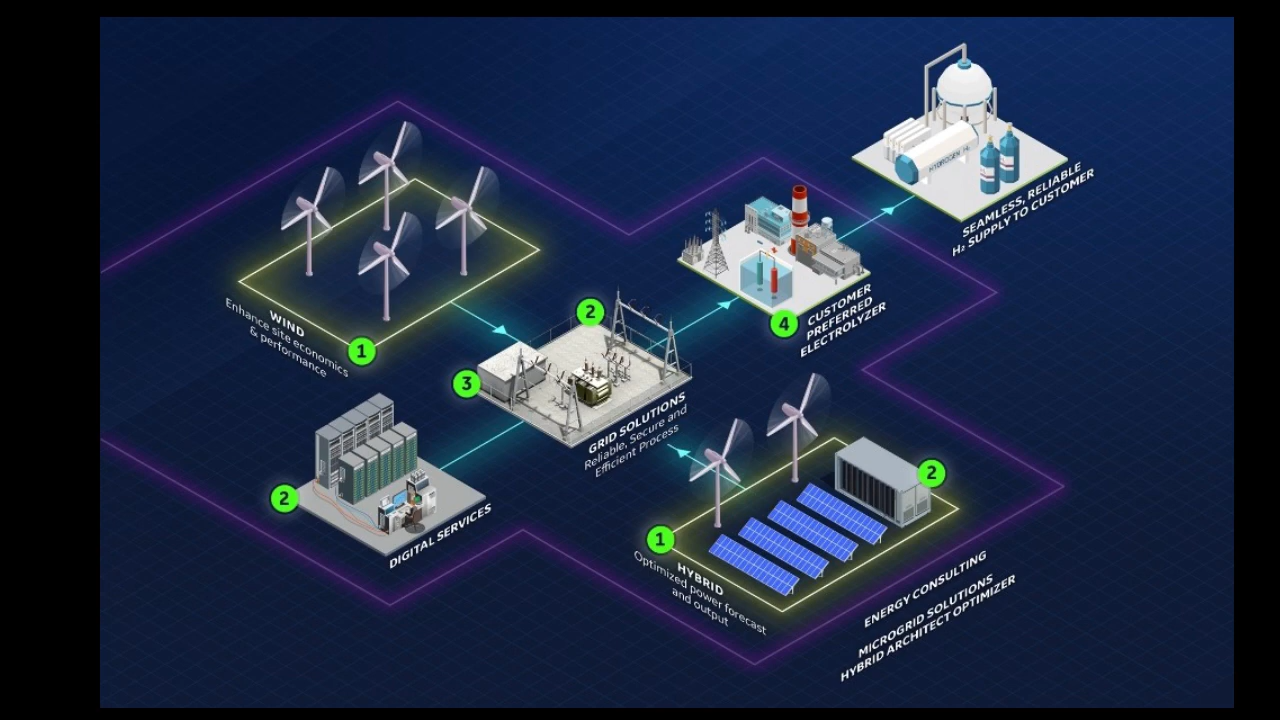 HYDROGEN H₂
SEAMLESS, RELIABLE
H₂ SUPPLY TO CUSTOMER
4
CUSTOMER
PREFERRED
ELECTROLYZER
WIND
Enhance site economics
& performance
1
2
3
GRID SOLUTIONS
Reliable, Secure and
Efficient Process
2
DIGITAL SERVICES
2
1
HYBRID
Optimized power forecast
and output
ENERGY CONSULTING
MICROGRID SOLUTIONS
HYBRID ARCHITECT OPTIMIZER